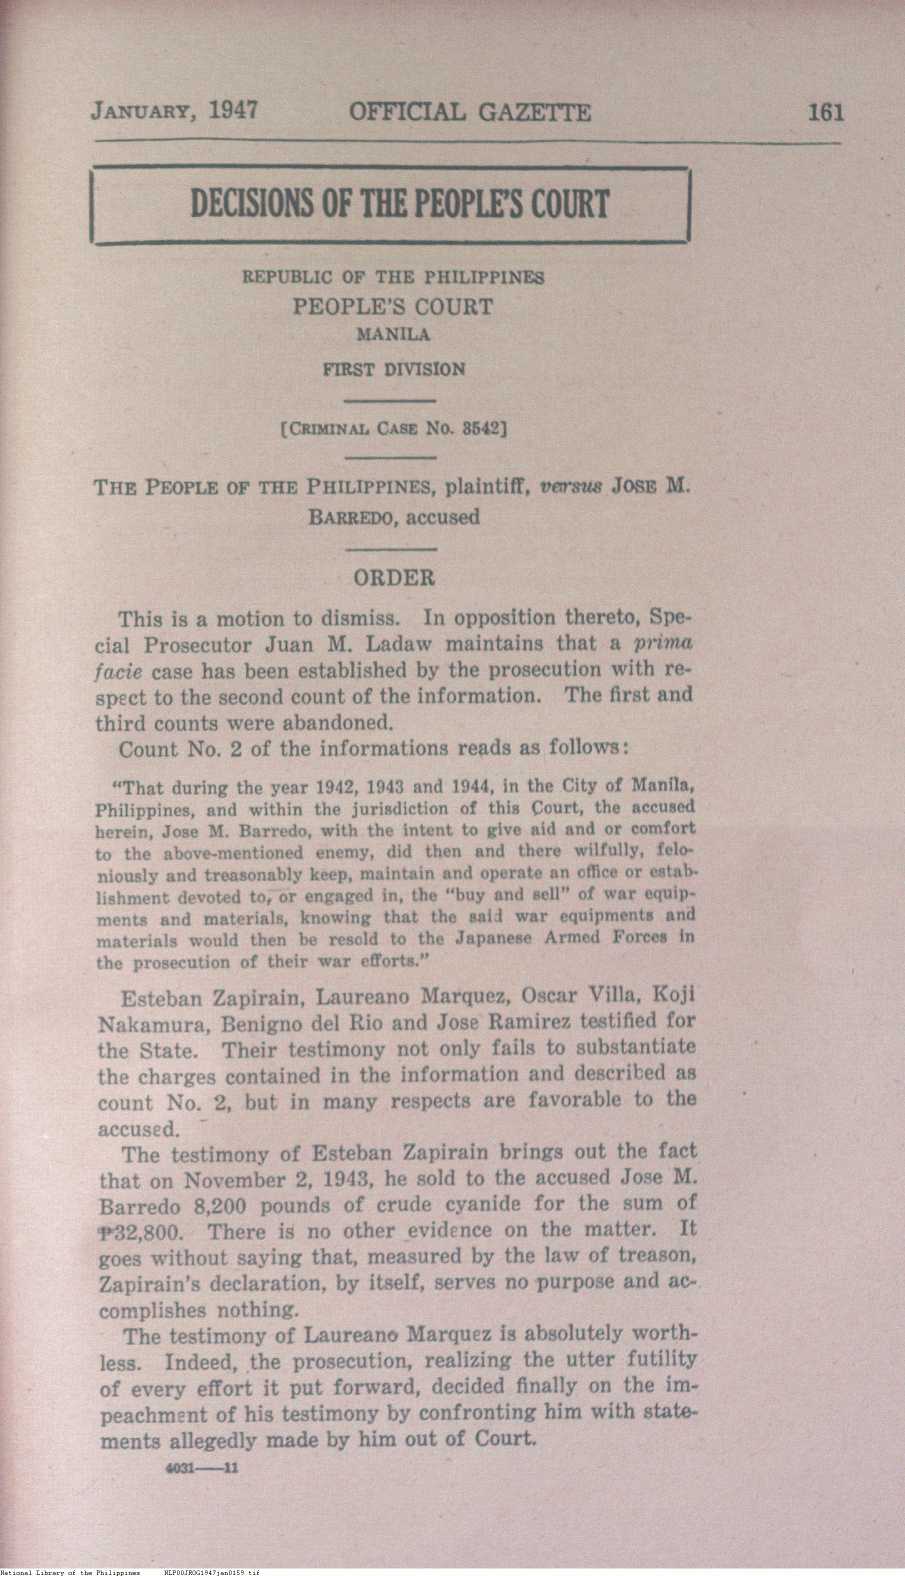 JANUARY, 1947 OFFICIAL GAZETTE 161
DECISIONS OF THE PEOPLE'S COURT
REPUBLIC OF THE PHILIPPINES
PEOPLE'S COURT
MANILA
FIRST DIVISION
[CRIMINAL CASE NO. 3542]
THE PEOPLE OF THE PHILIPPINES, plaintiff, versus JOSE M.
BARREDO, accused
ORDER
This is a motion to dismiss. In opposition thereto, Spe-
cial Prosecutor Juan M. Ladaw maintains that a prima
facie case has been established by the prosecution with re-
spect to the second count of the information. The first and
third counts were abandoned.
Count No. 2 of the informations reads as follows:
"That during the year 1942, 1943 and 1944, in the City of Manila,
Philippines, and within the jurisdiction of this Court, the accused
herein, Jose M. Barredo, with the intent to give aid and or comfort
to the above-mentioned enemy, did then and there wilfully, felo-
niously and treasonably keep, maintain and operate an office or estab-
lishment devoted to, or engaged in, the "buy and sell" of war equip-
ments and materials, knowing that the said war equipments and
materials would then be resold to the Japanese Armed Forces in
the prosecution of their war efforts."
Esteban Zapirain, Laureano Marquez, Oscar Villa, Koji
Nakamura, Benigno del Rio and Jose Ramirez testified for
the State. Their testimony not only fails to substantiate
the charges contained in the information and described as
count No. 2, but in many respects are favorable to the
accused.
The testimony of Esteban Zapirain brings out the fact
that on November 2, 1943, he sold to the accused Jose M.
Barredo 8,200 pounds of crude cyanide for the sum of
₱32,800. There is no other evidence on the matter. It
goes without saying that, measured by the law of treason,
Zapirain's declaration, by itself, serves no purpose and ac-
complishes nothing.
The testimony of Laureano Marquez is absolutely worth-
less. Indeed, the prosecution, realizing the utter futility
of every effort it put forward, decided finally on the im-
peachment of his testimony by confronting him with state-
ments allegedly made by him out of Court.
4031——11
National Library of the Philippines NLP00JROG1947jan0159.tif